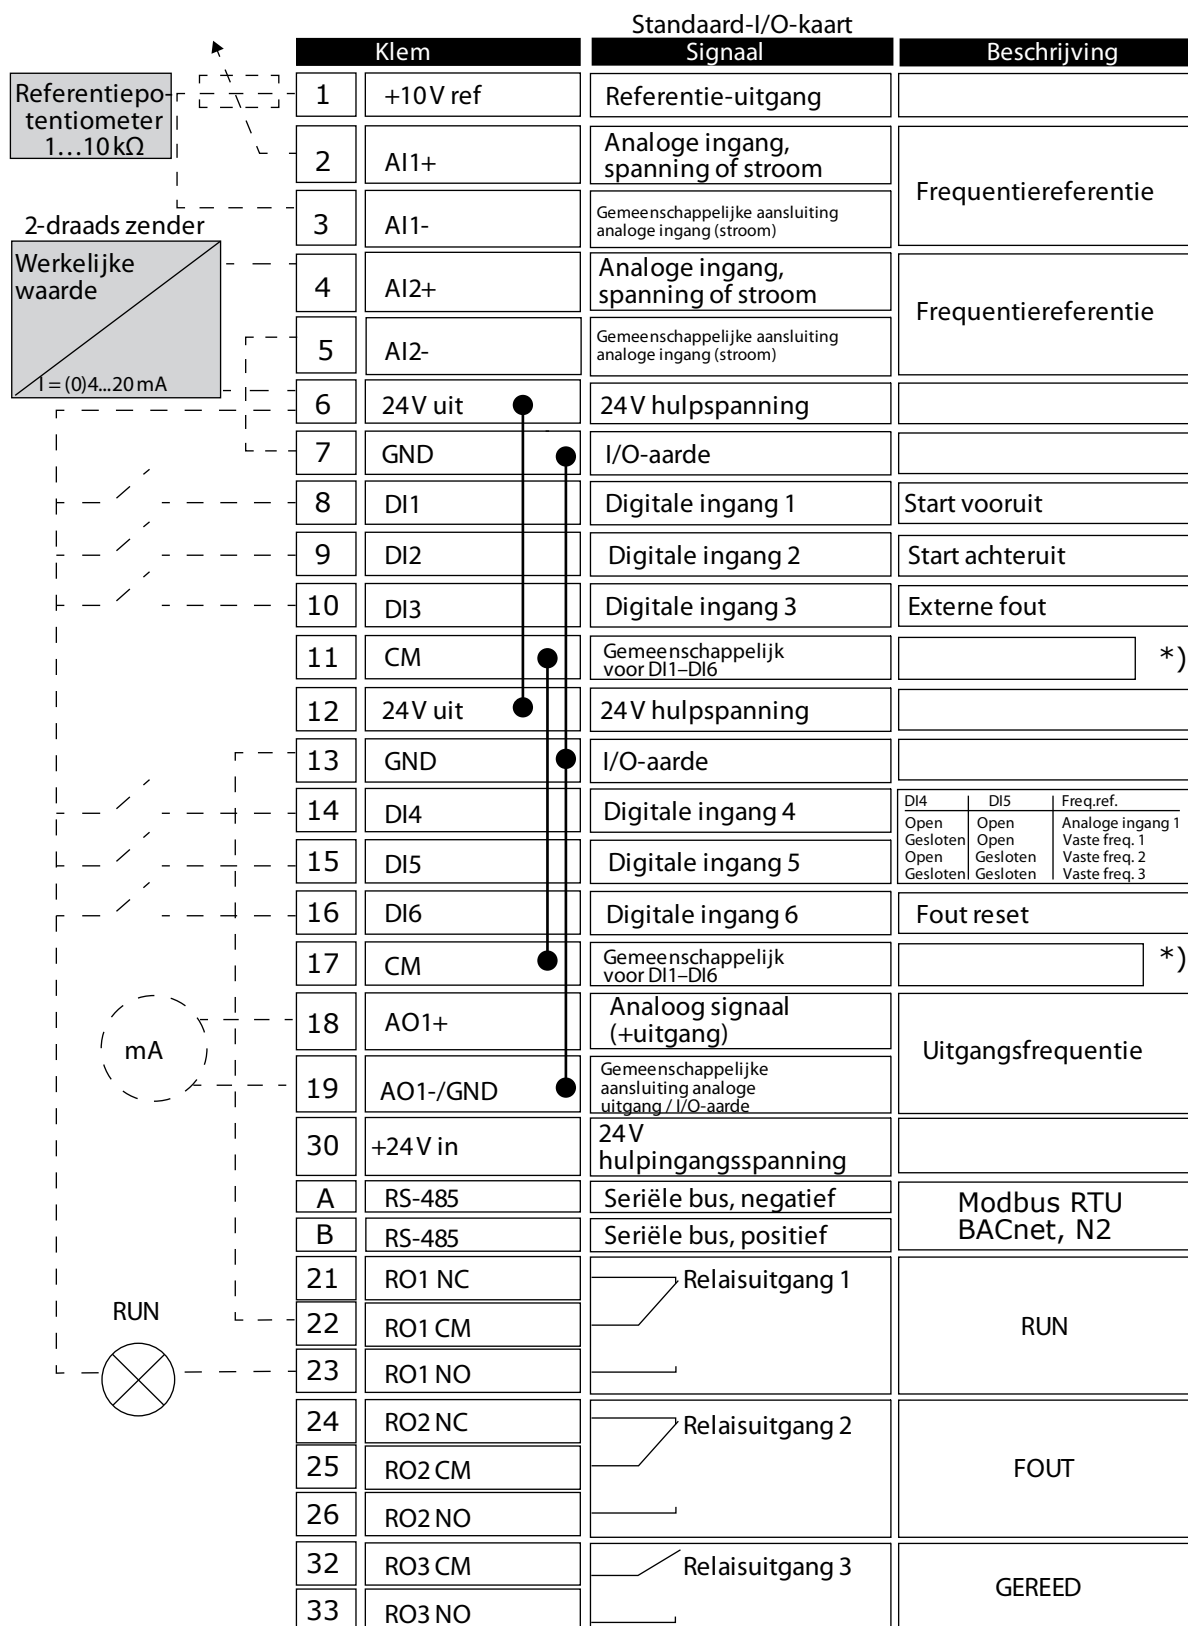 Standaard-I/O-kaart
Klem Signaal Beschrijving
Referentiepo-
tentiometer
1...10 kΩ
1 +10 V ref Referentie-uitgang
2 AI1+ Analoge ingang,
spanning of stroom
Frequentiereferentie
3 AI1- Gemeenschappelijke aansluiting
analoge ingang (stroom)
2-draads zender
Werkelijke
waarde
I = (0)4...20 mA
4 AI2+ Analoge ingang,
spanning of stroom
Frequentiereferentie
5 AI2- Gemeenschappelijke aansluiting
analoge ingang (stroom)
6 24 V uit 24 V hulpspanning
7 GND I/O-aarde
8 DI1 Digitale ingang 1 Start vooruit
9 DI2 Digitale ingang 2 Start achteruit
10 DI3 Digitale ingang 3 Externe fout
11 CM Gemeenschappelijk
voor DI1–DI6
*)
12 24 V uit 24 V hulpspanning
13 GND I/O-aarde
14 DI4 Digitale ingang 4
DI4 DI5 Freq.ref.
Open Open Analoge ingang 1
Gesloten Open Vaste freq. 1
Open Gesloten Vaste freq. 2
Gesloten Gesloten Vaste freq. 3
15 DI5 Digitale ingang 5
16 DI6 Digitale ingang 6 Fout reset
17 CM Gemeenschappelijk
voor DI1–DI6
*)
mA
18 AO1+ Analoog signaal
(+uitgang)
Uitgangsfrequentie
19 AO1-/GND Gemeenschappelijke
aansluiting analoge
uitgang / I/O-aarde
30 +24 V in 24 V
hulpingangsspanning
A RS-485 Seriële bus, negatief
Modbus RTU
BACnet, N2
B RS-485 Seriële bus, positief
21 RO1 NC Relaisuitgang 1
RUN
22 RO1 CM RUN
23 RO1 NO
24 RO2 NC Relaisuitgang 2
25 RO2 CM FOUT
26 RO2 NO
32 RO3 CM Relaisuitgang 3
GEREED
33 RO3 NO